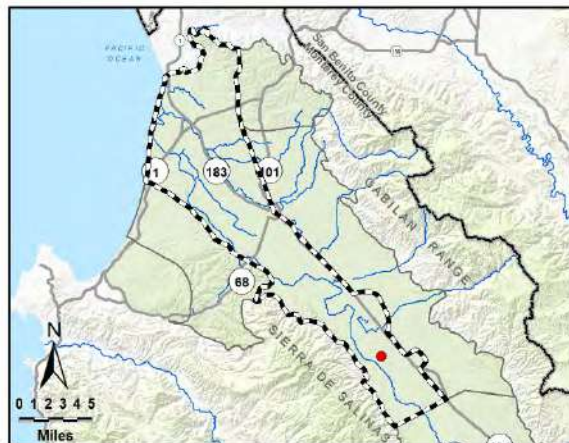 PACIFIC
OCEAN
1
San Benito County
Monterey County
1
183
101
GABILAN RANGE
68
SIERRA DE SALINAS
N
0 1 2 3 4 5
Miles